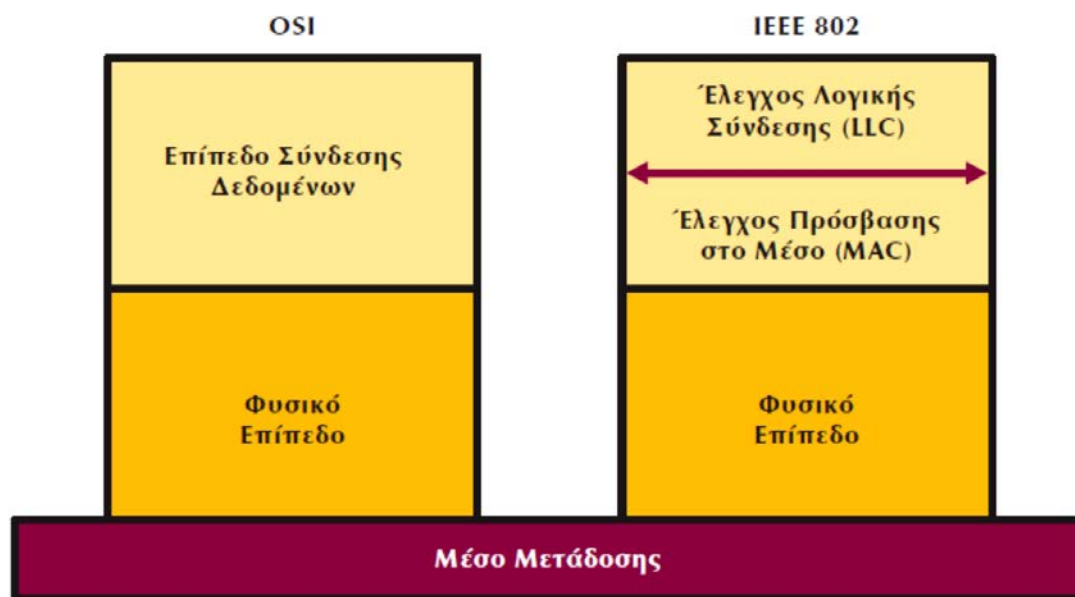 OSI
IEEE 802
Επίπεδο Σύνδεσης
Δεδομένων
Έλεγχος Λογικής
Σύνδεσης (LLC)
Έλεγχος Πρόσβασης
στο Μέσο (MAC)
Φυσικό
Επίπεδο
Φυσικό
Επίπεδο
Μέσο Μετάδοσης